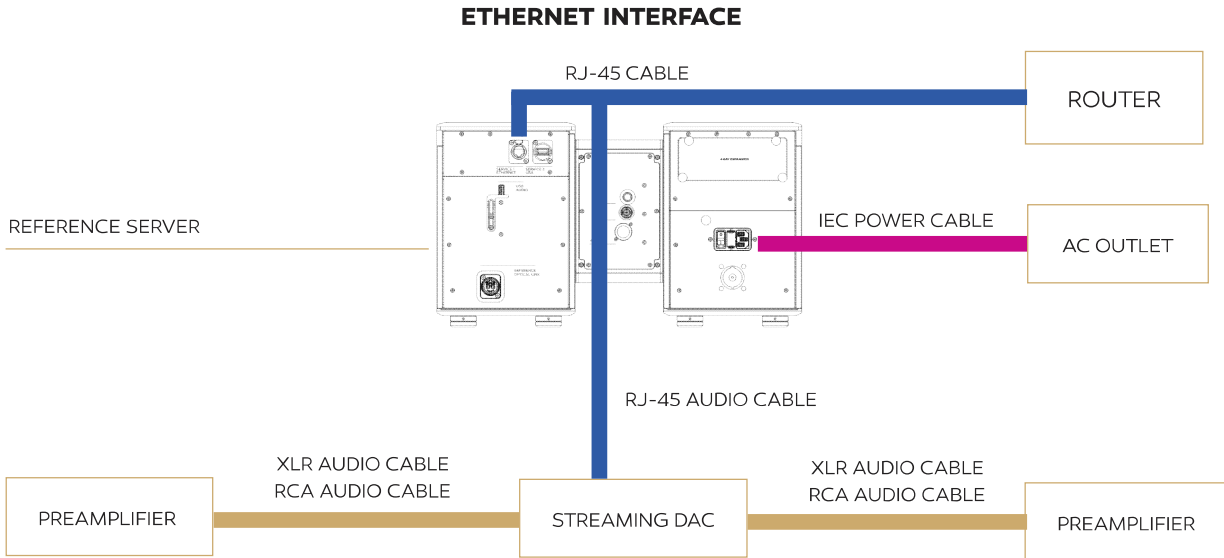 ETHERNET INTERFACE
RJ-45 CABLE
ROUTER
REFERENCE SERVER
IEC POWER CABLE
AC OUTLET
RJ-45 AUDIO CABLE
XLR AUDIO CABLE
RCA AUDIO CABLE
XLR AUDIO CABLE
RCA AUDIO CABLE
PREAMPLIFIER
STREAMING DAC
PREAMPLIFIER